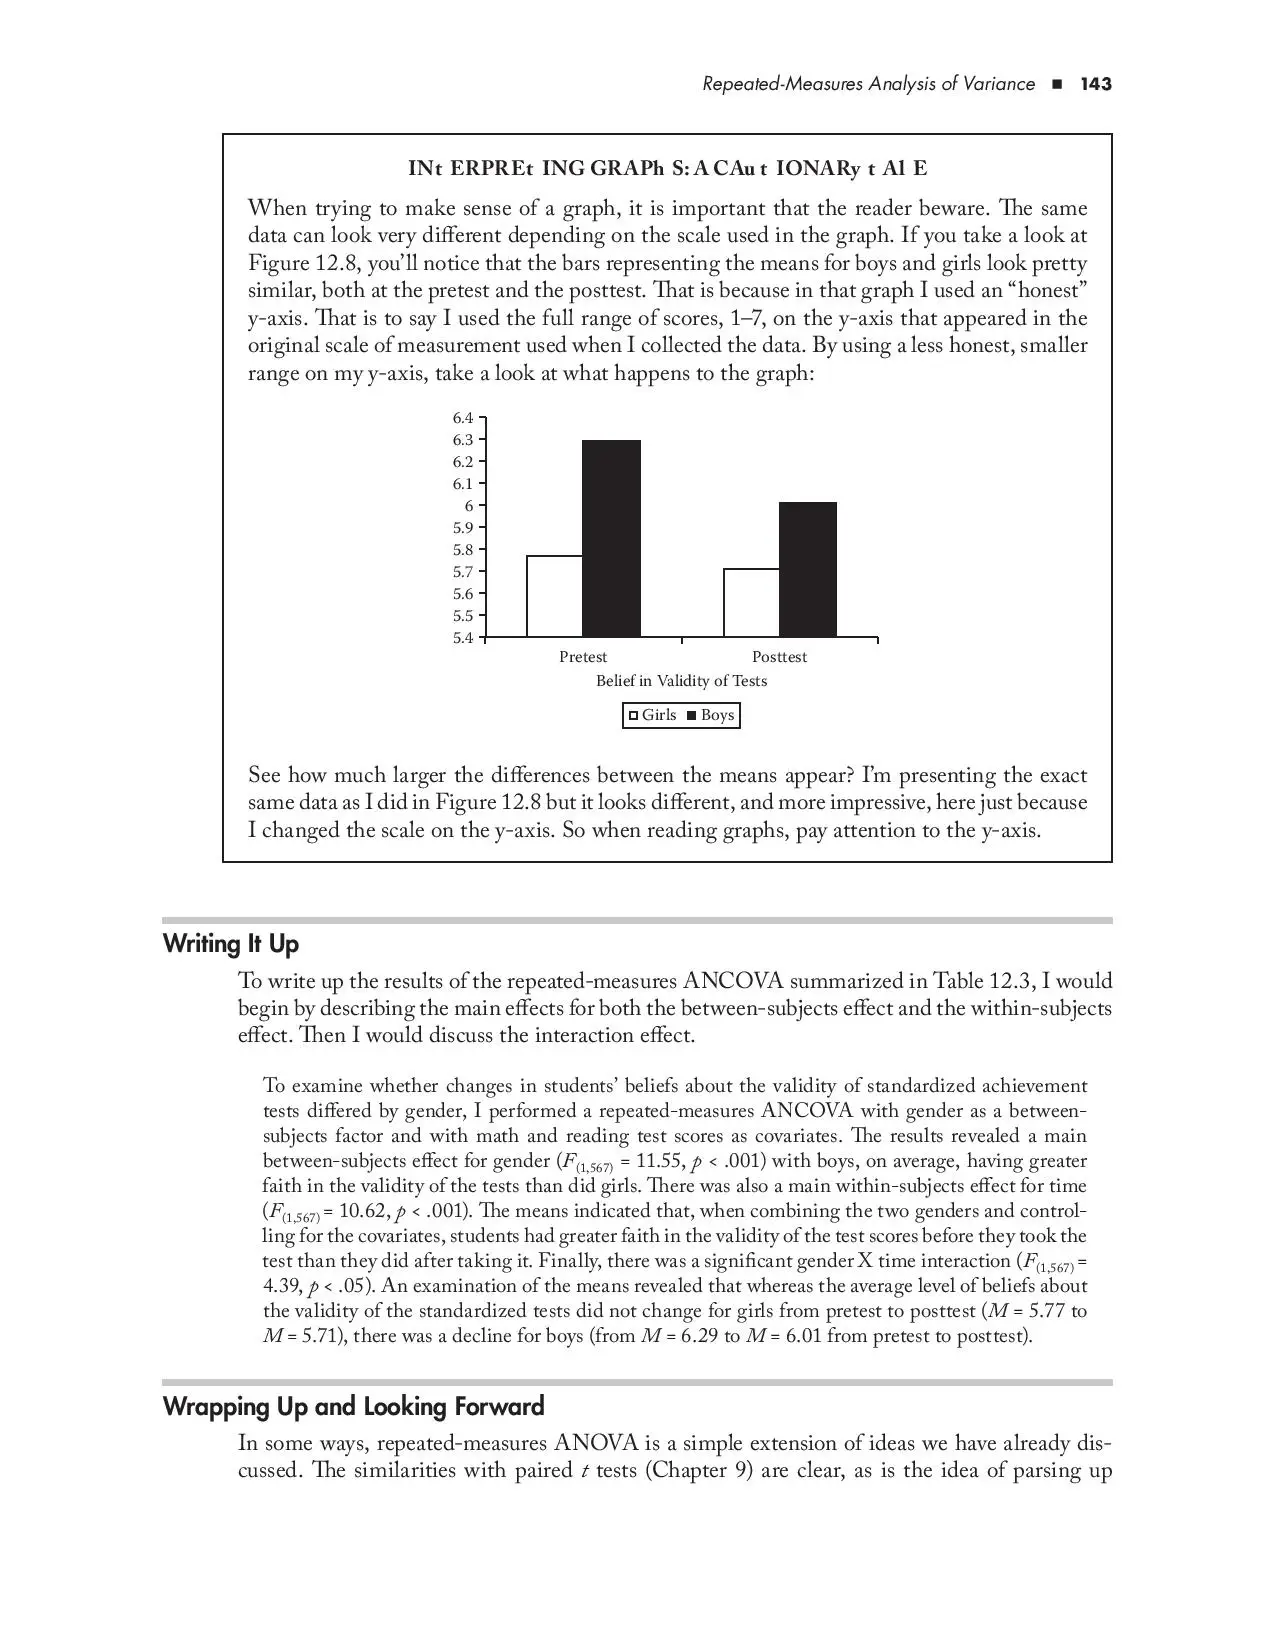 Repeated-Measures Analysis of Variance ■ 143
INt ERPREt ING GRAPh S: A CAu t IONARy t Al E
When trying to make sense of a graph, it is important that the reader beware. The same
data can look very different depending on the scale used in the graph. If you take a look at
Figure 12.8, you’ll notice that the bars representing the means for boys and girls look pretty
similar, both at the pretest and the posttest. That is because in that graph I used an “honest”
y-axis. That is to say I used the full range of scores, 1–7, on the y-axis that appeared in the
original scale of measurement used when I collected the data. By using a less honest, smaller
range on my y-axis, take a look at what happens to the graph:
6.4
6.3
6.2
6.1
6
5.9
5.8
5.7
5.6
5.5
5.4
Pretest Posttest
Belief in Validity of Tests
Girls Boys
See how much larger the differences between the means appear? I’m presenting the exact
same data as I did in Figure 12.8 but it looks different, and more impressive, here just because
I changed the scale on the y-axis. So when reading graphs, pay attention to the y-axis.
Writing It Up
To write up the results of the repeated-measures ANCOVA summarized in Table 12.3, I would
begin by describing the main effects for both the between-subjects effect and the within-subjects
effect. Then I would discuss the interaction effect.
To examine whether changes in students’ beliefs about the validity of standardized achievement
tests differed by gender, I performed a repeated-measures ANCOVA with gender as a between-
subjects factor and with math and reading test scores as covariates. The results revealed a main
between-subjects effect for gender (F(1,567) = 11.55, p < .001) with boys, on average, having greater
faith in the validity of the tests than did girls. There was also a main within-subjects effect for time
(F(1,567) = 10.62, p < .001). The means indicated that, when combining the two genders and control-
ling for the covariates, students had greater faith in the validity of the test scores before they took the
test than they did after taking it. Finally, there was a significant gender X time interaction (F(1,567) =
4.39, p < .05). An examination of the means revealed that whereas the average level of beliefs about
the validity of the standardized tests did not change for girls from pretest to posttest (M = 5.77 to
M = 5.71), there was a decline for boys (from M = 6.29 to M = 6.01 from pretest to posttest).
Wrapping Up and Looking Forward
In some ways, repeated-measures ANOVA is a simple extension of ideas we have already dis-
cussed. The similarities with paired t tests (Chapter 9) are clear, as is the idea of parsing up